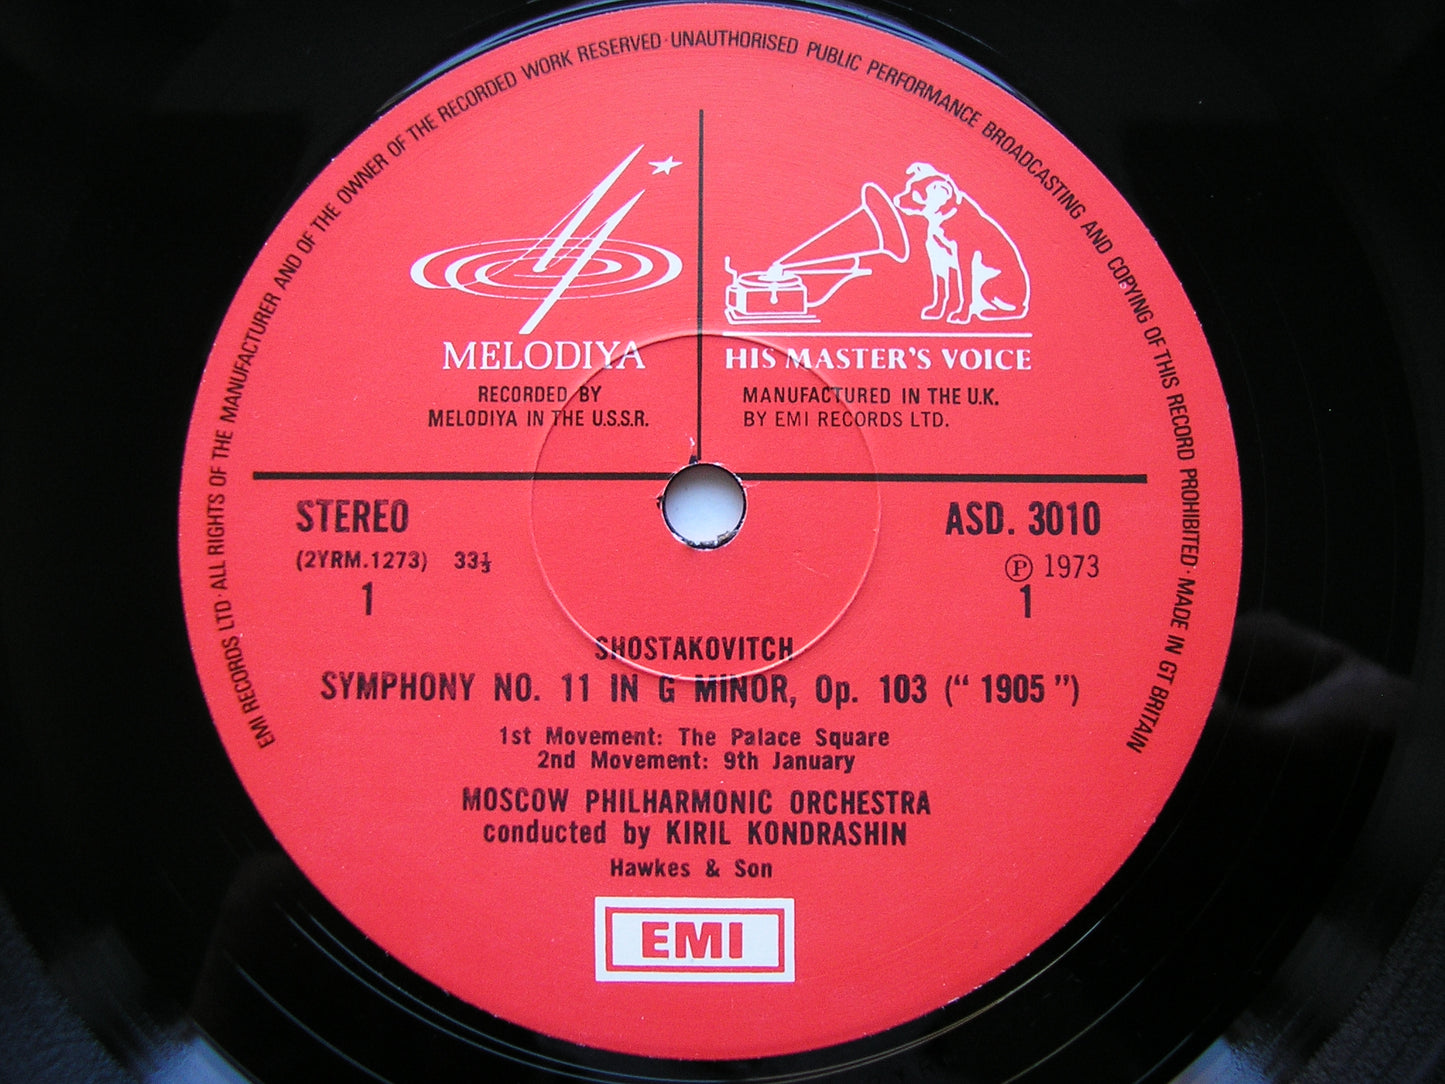 EMI RECORDS LTD · ALL RIGHTS OF THE MANUFACTURER AND OF THE OWNER OF THE RECORDED WORK RESERVED · UNAUTHORISED PUBLIC PERFORMANCE BROADCASTING AND COPYING OF THIS RECORD PROHIBITED · MADE IN GT BRITAIN
MELODIYA
RECORDED BY
MELODIYA IN THE U.S.S.R.
HIS MASTER'S VOICE
MANUFACTURED IN THE U.K.
BY EMI RECORDS LTD.
STEREO
(2YRM.1273) 33⅓
1
ASD. 3010
℗ 1973
1
SHOSTAKOVITCH
SYMPHONY NO. 11 IN G MINOR, Op. 103 (“ 1905 ”)
1st Movement: The Palace Square
2nd Movement: 9th January
MOSCOW PHILHARMONIC ORCHESTRA
conducted by KIRIL KONDRASHIN
Hawkes & Son
EMI